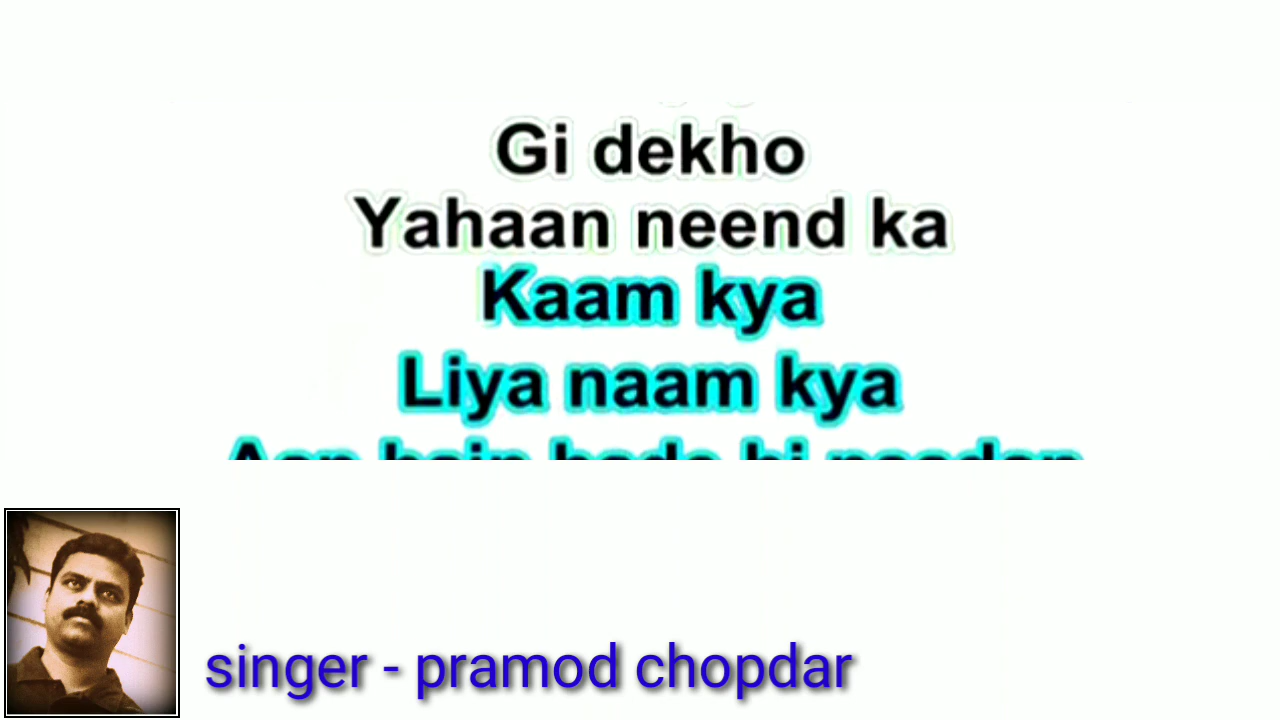 Gi dekho
Yahaan neend ka
Kaam kya
Liya naam kya
singer - pramod chopdar